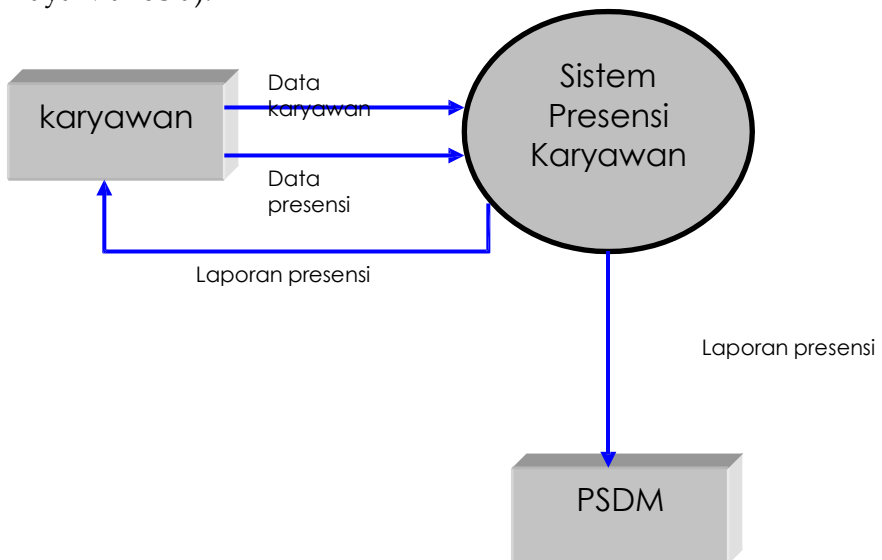 Data
karyawan
karyawan
Sistem
Presensi
Karyawan
Data
presensi
Laporan presensi
Laporan presensi
PSDM